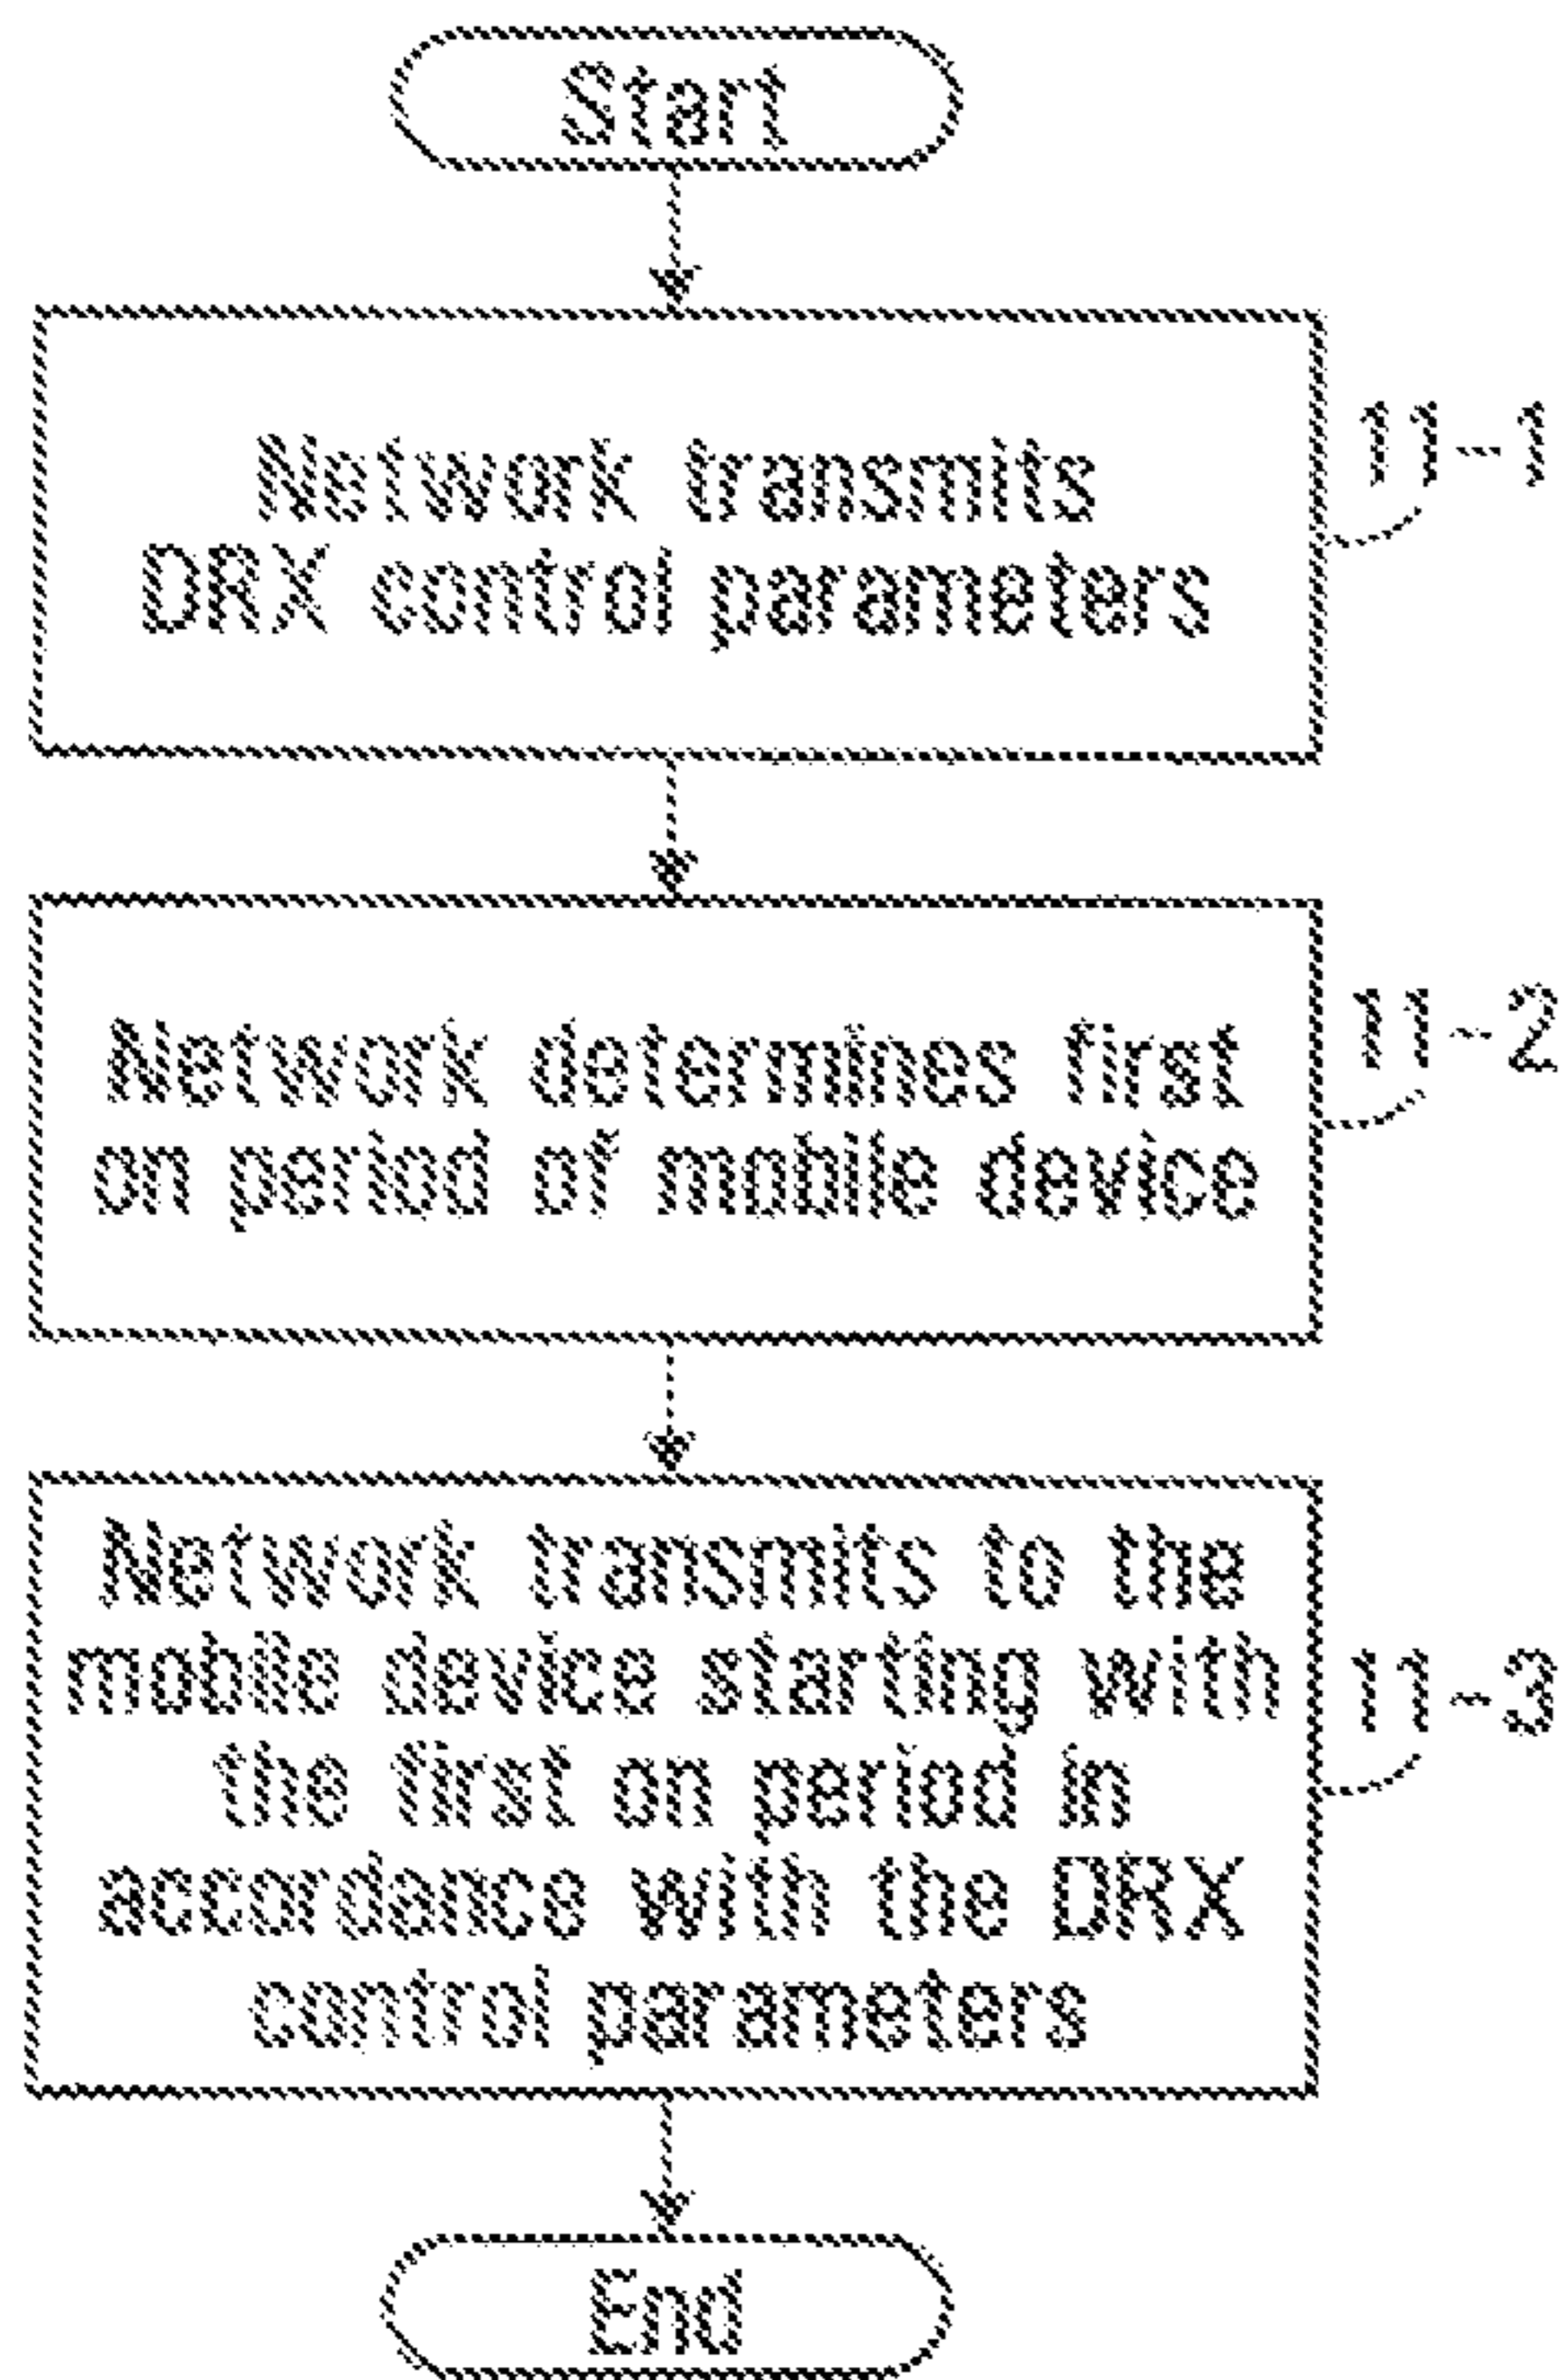 Start
Network transmits
DRX control parameters
11-1
Network determines first
on period of mobile device
11-2
Network transmits to the
mobile device starting with
the first on period in
accordance with the DRX
control parameters
11-3
End